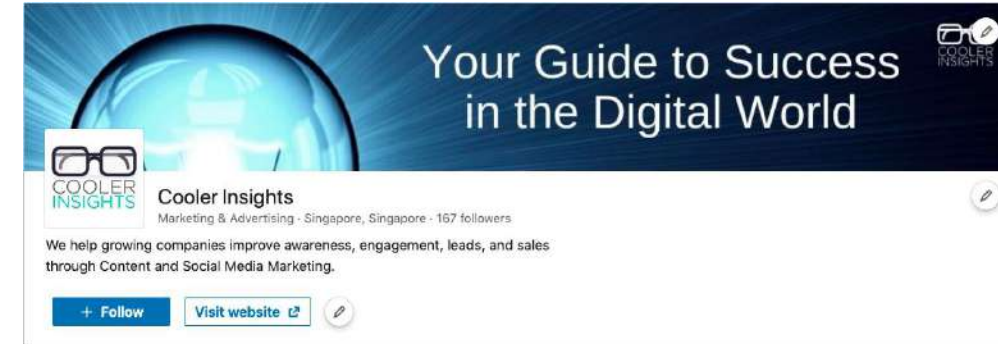 Your Guide to Success
in the Digital World
COOLER
INSIGHTS
COOLER
INSIGHTS
Cooler Insights
Marketing & Advertising · Singapore, Singapore · 167 followers
We help growing companies improve awareness, engagement, leads, and sales
through Content and Social Media Marketing.
+ Follow
Visit website